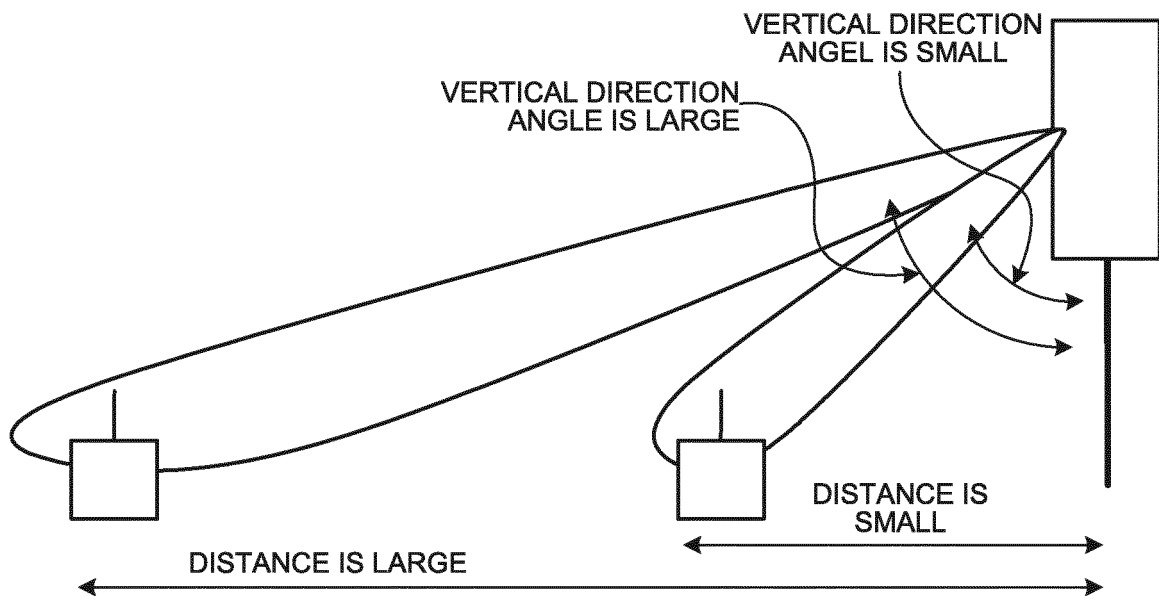 VERTICAL DIRECTION
ANGEL IS SMALL
VERTICAL DIRECTION
ANGLE IS LARGE
DISTANCE IS
SMALL
DISTANCE IS LARGE